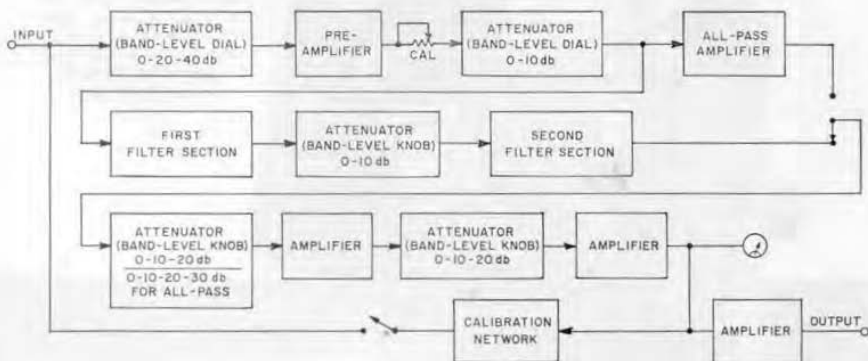 INPUT
ATTENUATOR
(BAND-LEVEL DIAL)
0-20-40 db
PRE-
AMPLIFIER
CAL
ATTENUATOR
(BAND-LEVEL DIAL)
0-10 db
ALL-PASS
AMPLIFIER
FIRST
FILTER SECTION
ATTENUATOR
(BAND-LEVEL KNOB)
0-10 db
SECOND
FILTER SECTION
ATTENUATOR
(BAND-LEVEL KNOB)
0-10-20 db
0-10-20-30 db
FOR ALL-PASS
AMPLIFIER
ATTENUATOR
(BAND-LEVEL KNOB)
0-10-20 db
AMPLIFIER
CALIBRATION
NETWORK
AMPLIFIER
OUTPUT